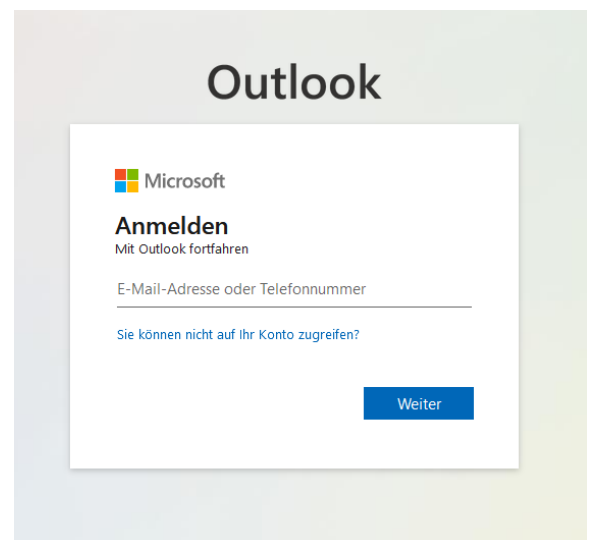 Outlook
Microsoft
Anmelden
Mit Outlook fortfahren
E-Mail-Adresse oder Telefonnummer
Sie können nicht auf Ihr Konto zugreifen?
Weiter